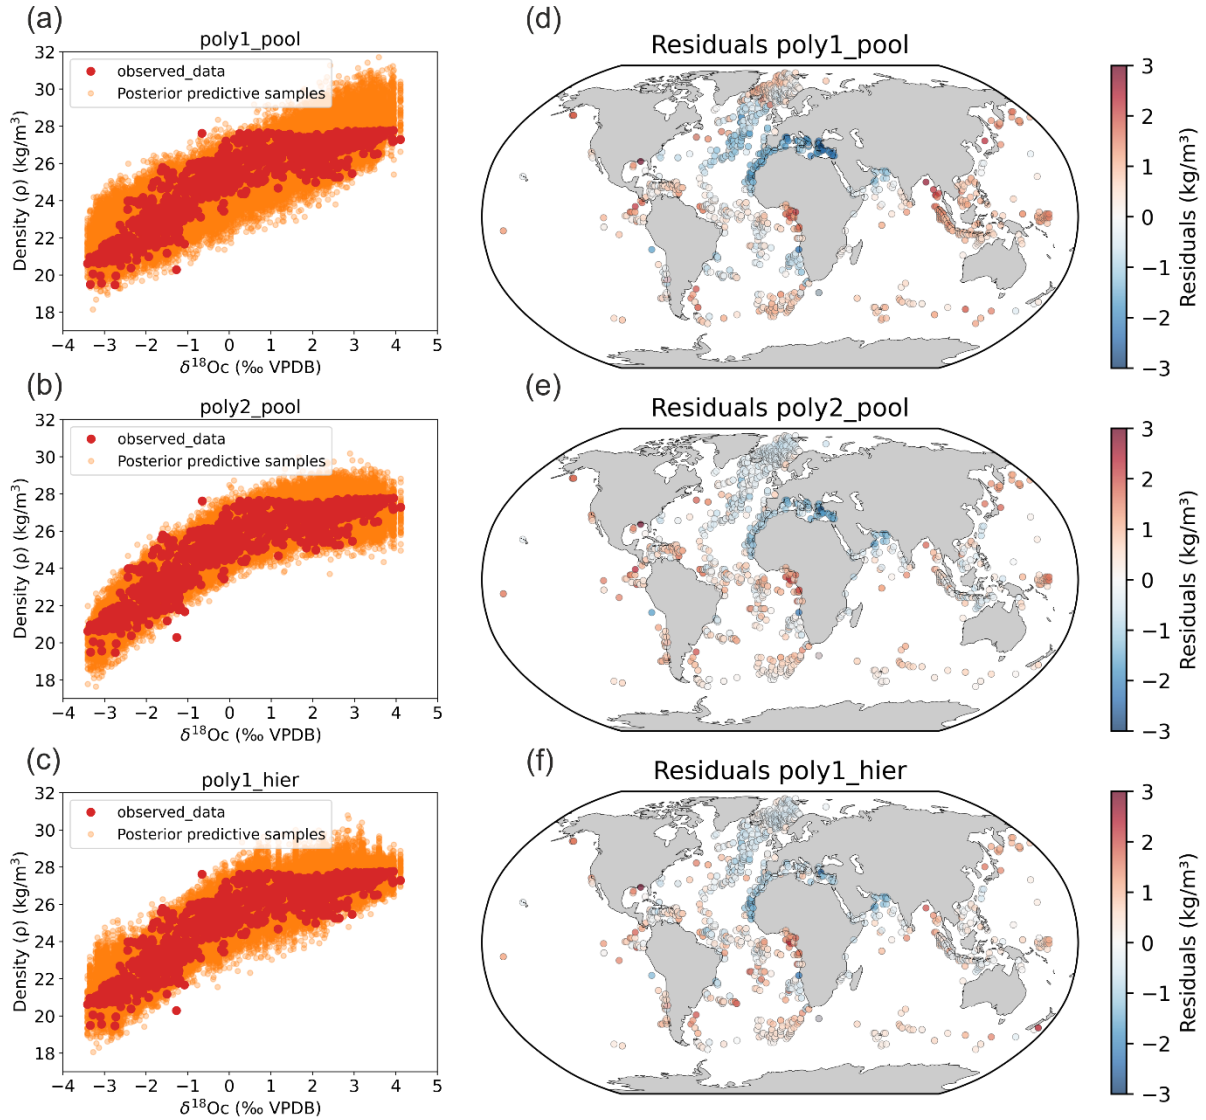 (a)
poly1_pool
observed_data
Posterior predictive samples
Density (ρ) (kg/m³)
32
30
28
26
24
22
20
18
−4 −3 −2 −1 0 1 2 3 4 5
δ¹⁸Oc (‰ VPDB)
(d)
Residuals poly1_pool
3
2
1
0
−1
−2
−3
Residuals (kg/m³)
(b)
poly2_pool
observed_data
Posterior predictive samples
Density (ρ) (kg/m³)
32
30
28
26
24
22
20
18
−4 −3 −2 −1 0 1 2 3 4 5
δ¹⁸Oc (‰ VPDB)
(e)
Residuals poly2_pool
3
2
1
0
−1
−2
−3
Residuals (kg/m³)
(c)
poly1_hier
observed_data
Posterior predictive samples
Density (ρ) (kg/m³)
32
30
28
26
24
22
20
18
−4 −3 −2 −1 0 1 2 3 4 5
δ¹⁸Oc (‰ VPDB)
(f)
Residuals poly1_hier
3
2
1
0
−1
−2
−3
Residuals (kg/m³)